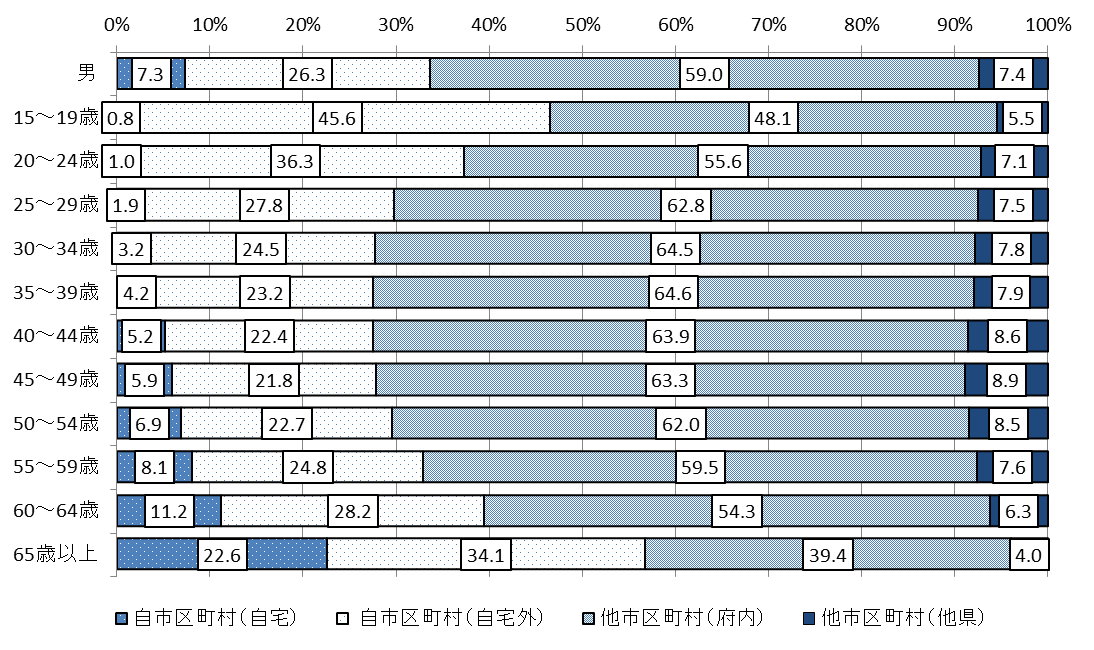 0% 10% 20% 30% 40% 50% 60% 70% 80% 90% 100%
男 7.3 26.3 59.0 7.4
15～19歳 0.8 45.6 48.1 5.5
20～24歳 1.0 36.3 55.6 7.1
25～29歳 1.9 27.8 62.8 7.5
30～34歳 3.2 24.5 64.5 7.8
35～39歳 4.2 23.2 64.6 7.9
40～44歳 5.2 22.4 63.9 8.6
45～49歳 5.9 21.8 63.3 8.9
50～54歳 6.9 22.7 62.0 8.5
55～59歳 8.1 24.8 59.5 7.6
60～64歳 11.2 28.2 54.3 6.3
65歳以上 22.6 34.1 39.4 4.0
自市区町村（自宅） 自市区町村（自宅外） 他市区町村（府内） 他市区町村（他県）